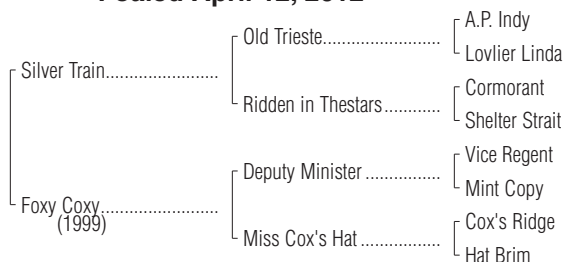 Foaled April 12, 2012
A.P. Indy
Old Trieste........................
Lovlier Linda
Silver Train.......................
Cormorant
Ridden in Thestars............
Shelter Strait
Vice Regent
Deputy Minister ................
Mint Copy
Foxy Coxy........................
(1999)
Cox's Ridge
Miss Cox's Hat.................
Hat Brim